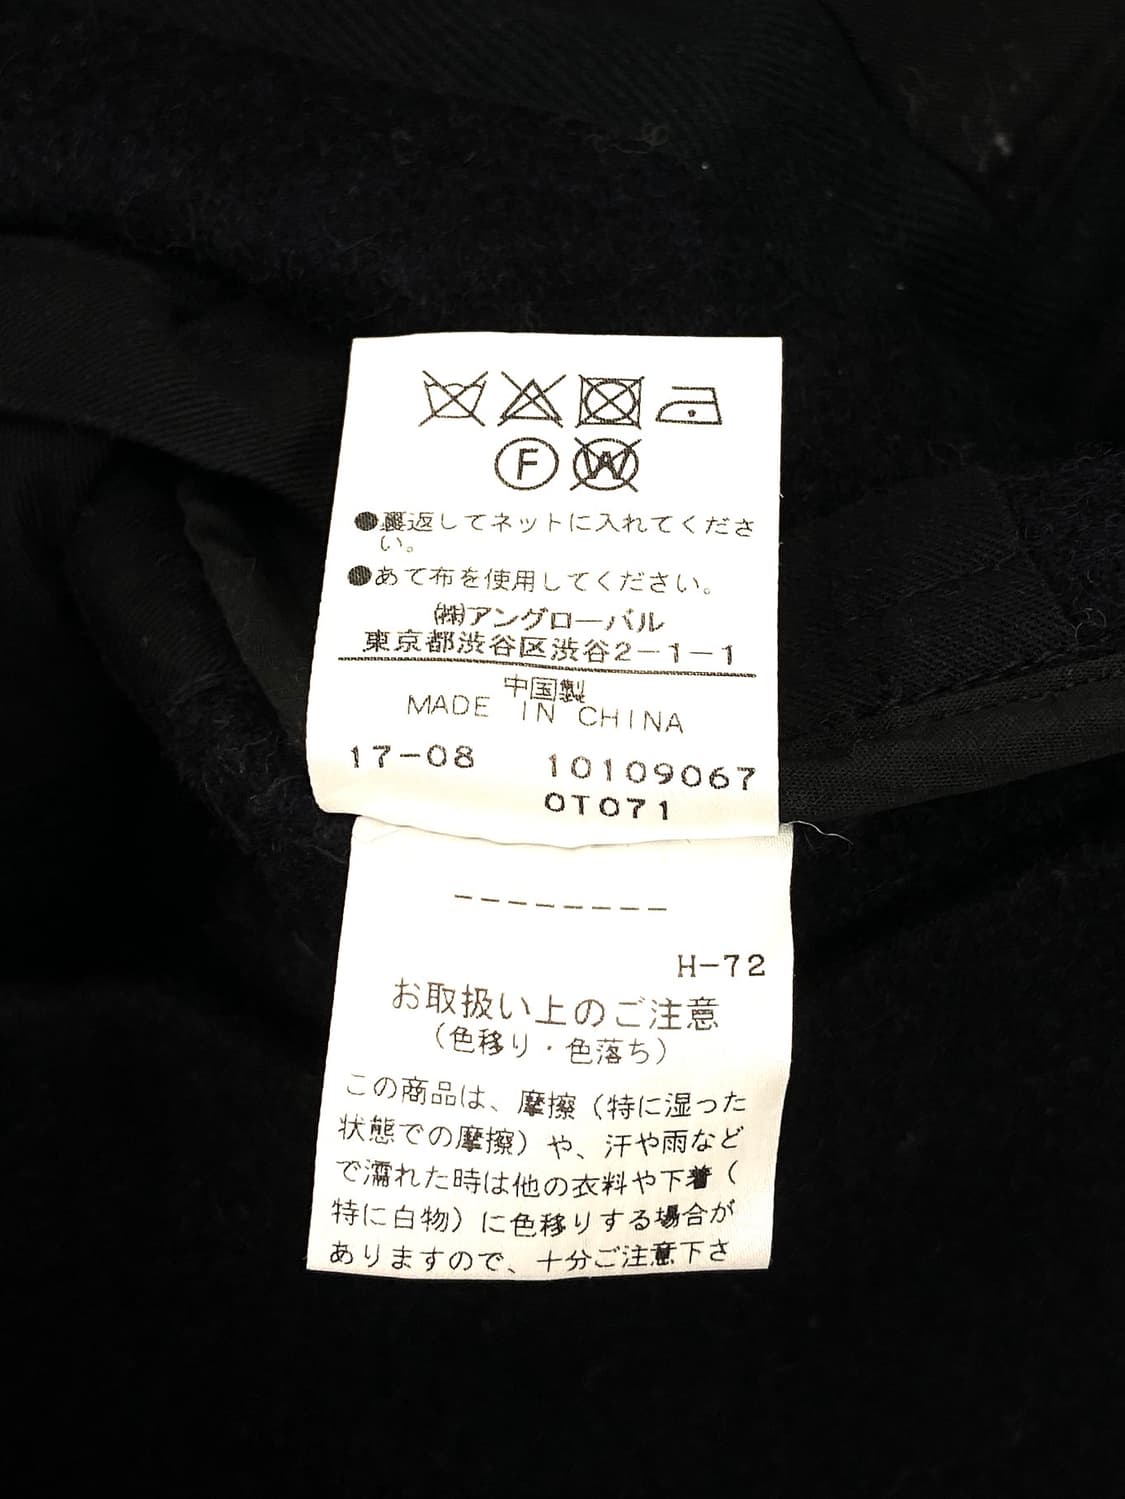 F W
●裏返してネットに入れてくださ
い。
●あて布を使用してください。
㈱アングローバル
東京都渋谷区渋谷2-1-1
中国製
MADE IN CHINA
17-08 10109067
OT071
--------
H-72
お取扱い上のご注意
(色移り・色落ち)
この商品は、摩擦(特に湿った
状態での摩擦)や、汗や雨など
で濡れた時は他の衣料や下着(
特に白物)に色移りする場合が
ありますので、十分ご注意下さ